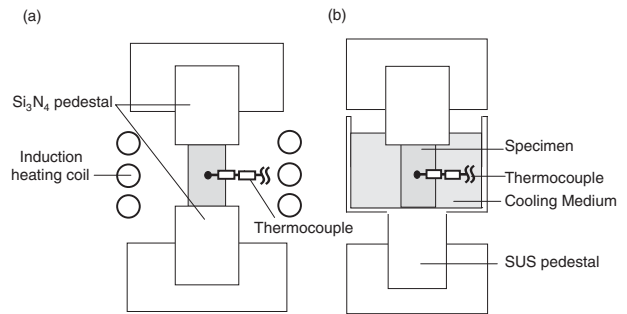 (a)
(b)
Si₃N₄ pedestal
Induction
heating coil
Thermocouple
Specimen
Thermocouple
Cooling Medium
SUS pedestal